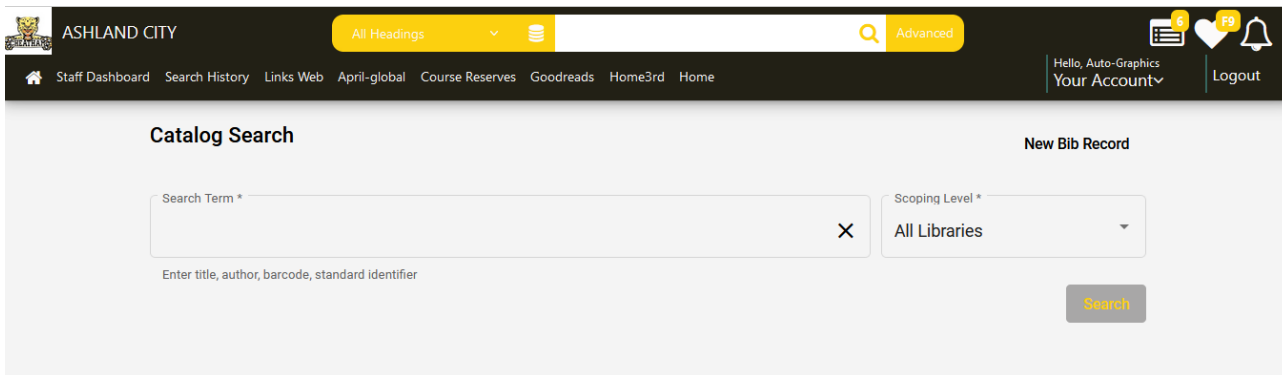 CHEATHAM
ASHLAND CITY
All Headings
Advanced
6
F9
Staff Dashboard Search History Links Web April-global Course Reserves Goodreads Home3rd Home
Hello, Auto-Graphics
Your Account
Logout
Catalog Search
New Bib Record
Search Term *
Scoping Level *
All Libraries
Enter title, author, barcode, standard identifier
Search